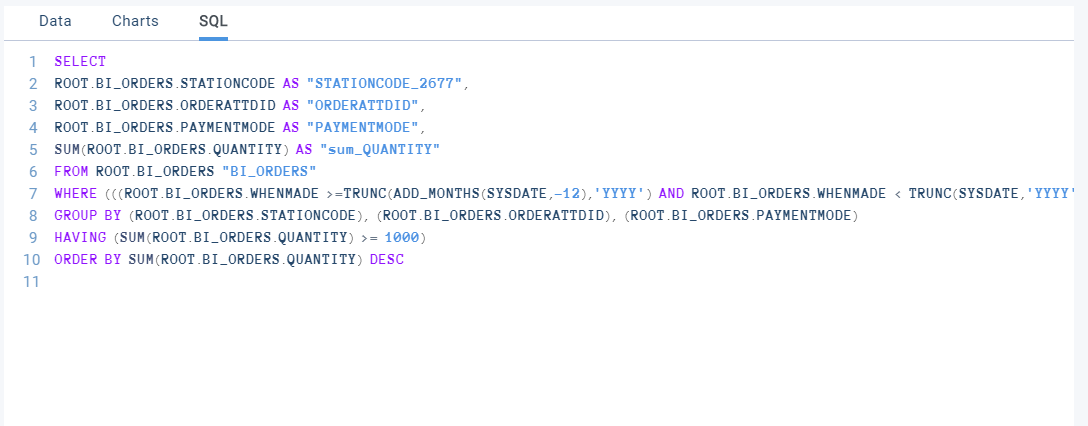 Data Charts SQL
1 SELECT
2 ROOT.BI_ORDERS.STATIONCODE AS "STATIONCODE_2677",
3 ROOT.BI_ORDERS.ORDERATTDID AS "ORDERATTDID",
4 ROOT.BI_ORDERS.PAYMENTMODE AS "PAYMENTMODE",
5 SUM(ROOT.BI_ORDERS.QUANTITY) AS "sum_QUANTITY"
6 FROM ROOT.BI_ORDERS "BI_ORDERS"
7 WHERE (((ROOT.BI_ORDERS.WHENMADE >=TRUNC(ADD_MONTHS(SYSDATE,-12),'YYYY') AND ROOT.BI_ORDERS.WHENMADE < TRUNC(SYSDATE,'YYYY'
8 GROUP BY (ROOT.BI_ORDERS.STATIONCODE), (ROOT.BI_ORDERS.ORDERATTDID), (ROOT.BI_ORDERS.PAYMENTMODE)
9 HAVING (SUM(ROOT.BI_ORDERS.QUANTITY) >= 1000)
10 ORDER BY SUM(ROOT.BI_ORDERS.QUANTITY) DESC
11